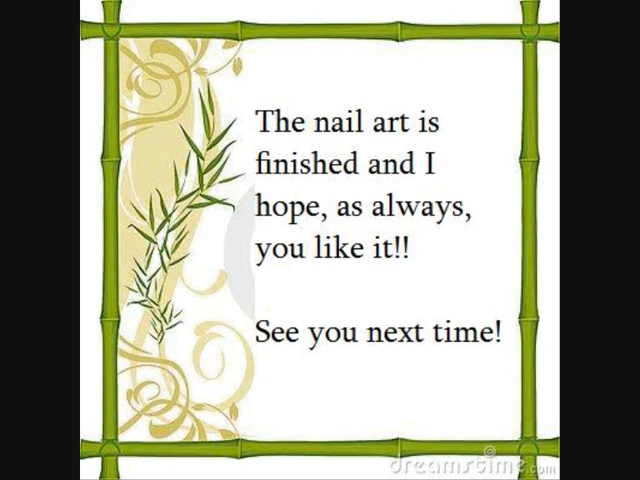 The nail art is
finished and I
hope, as always,
you like it!!
See you next time!
dreamstime.com